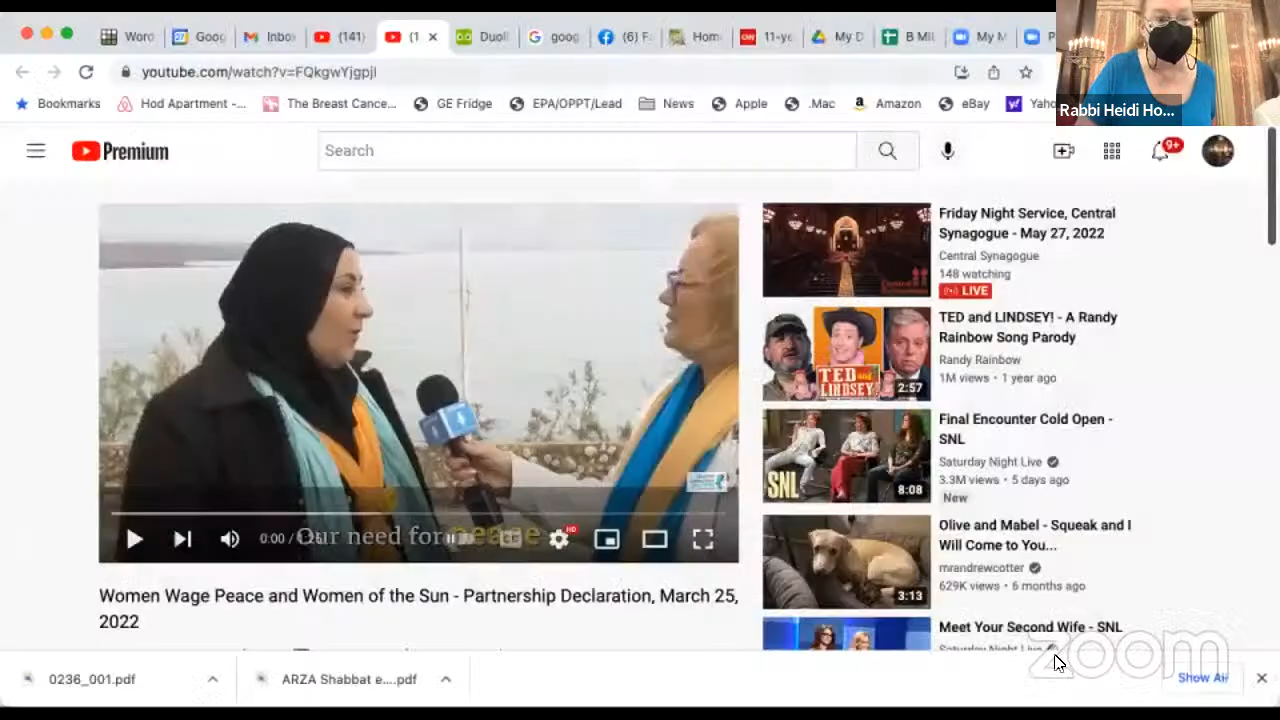 Word
Goog
Inbo
(141)
(1
Duoli
goog
(6) F
Hom
11-ye
My D
B Mil
My M
P
youtube.com/watch?v=FQkgwYjgpjI
Rabbi Heidi Ho...
Bookmarks
Hod Apartment -...
The Breast Cance...
GE Fridge
EPA/OPPT/Lead
News
Apple
.Mac
Amazon
eBay
Yaho
Premium
Search
9+
Friday Night Service, Central
Synagogue - May 27, 2022
Central Synagogue
148 watching
LIVE
TED and LINDSEY! - A Randy
Rainbow Song Parody
Randy Rainbow
1M views • 1 year ago
TED and
LINDSEY!
2:57
Final Encounter Cold Open -
SNL
Saturday Night Live
3.3M views • 5 days ago
New
SNL
8:08
Olive and Mabel - Squeak and I
Will Come to You...
mrandrewcotter
629K views • 6 months ago
3:13
0:00 /
Our need for peace
HD
Women Wage Peace and Women of the Sun - Partnership Declaration, March 25,
2022
Meet Your Second Wife - SNL
Saturday Night Live
zoom
0236_001.pdf
ARZA Shabbat e....pdf
Show All